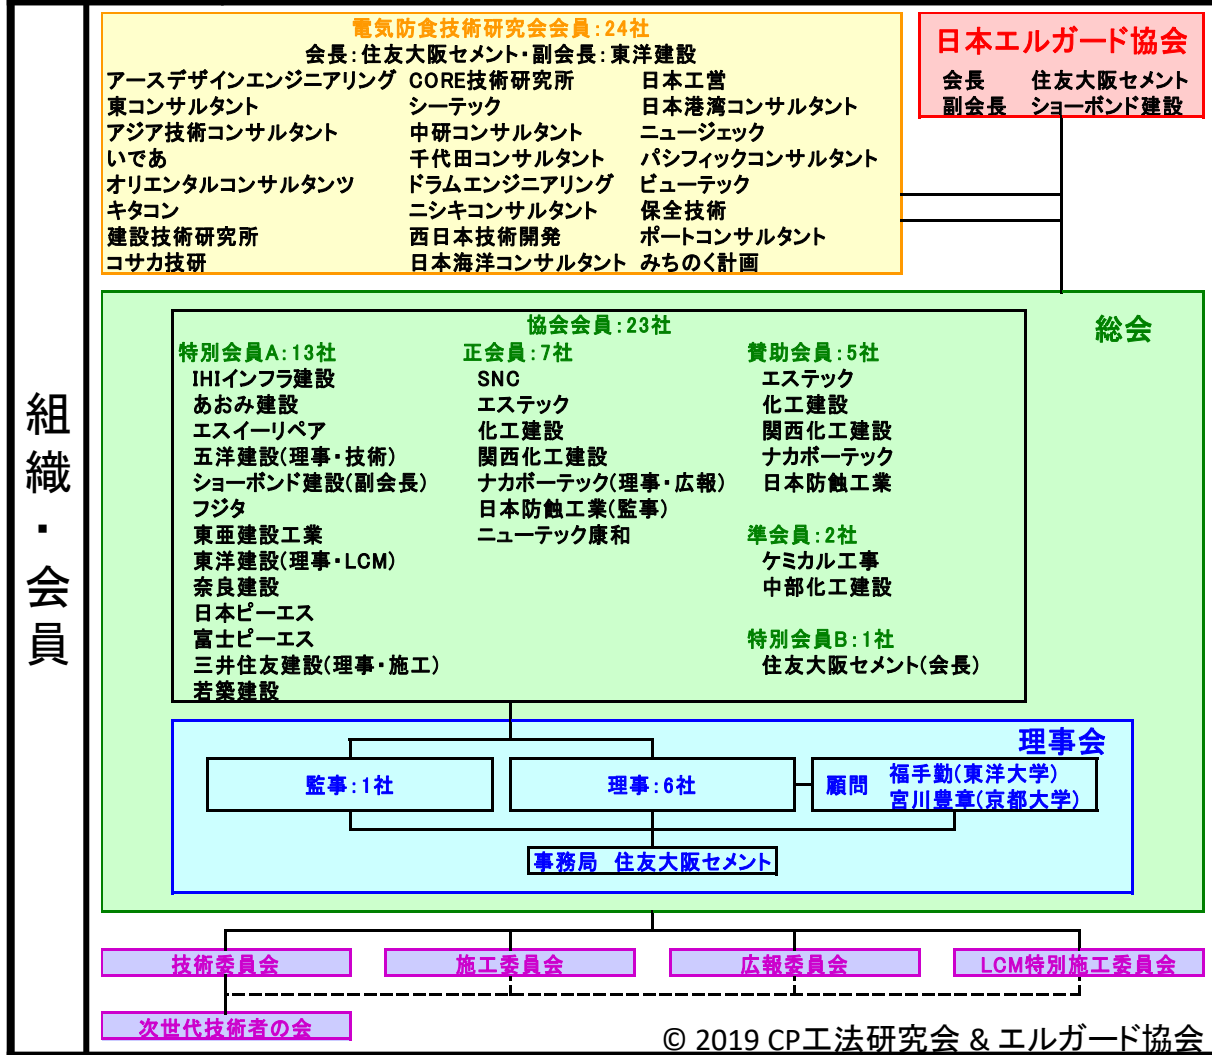 組織・会員
電気防食技術研究会会員:24社
会長:住友大阪セメント・副会長:東洋建設
アースデザインエンジニアリング CORE技術研究所 日本工営
東コンサルタント シーテック 日本港湾コンサルタント
アジア技術コンサルタント 中研コンサルタント ニュージェック
いであ 千代田コンサルタント パシフィックコンサルタント
オリエンタルコンサルタンツ ドラムエンジニアリング ビューテック
キタコン ニシキコンサルタント 保全技術
建設技術研究所 西日本技術開発 ポートコンサルタント
コサカ技研 日本海洋コンサルタント みちのく計画
日本エルガード協会
会長 住友大阪セメント
副会長 ショーボンド建設
総会
協会会員:23社
特別会員A:13社
IHIインフラ建設
あおみ建設
エスイーリペア
五洋建設(理事・技術)
ショーボンド建設(副会長)
フジタ
東亜建設工業
東洋建設(理事・LCM)
奈良建設
日本ピーエス
富士ピーエス
三井住友建設(理事・施工)
若築建設
正会員:7社
SNC
エステック
化工建設
関西化工建設
ナカボーテック(理事・広報)
日本防蝕工業(監事)
ニューテック康和
賛助会員:5社
エステック
化工建設
関西化工建設
ナカボーテック
日本防触工業
準会員:2社
ケミカル工事
中部化工建設
特別会員B:1社
住友大阪セメント(会長)
理事会
監事:1社
理事:6社
顧問 福手勤(東洋大学)
宮川豊章(京都大学)
事務局 住友大阪セメント
技術委員会
施工委員会
広報委員会
LCM特別施工委員会
次世代技術者の会
© 2019 CP工法研究会 & エルガード協会